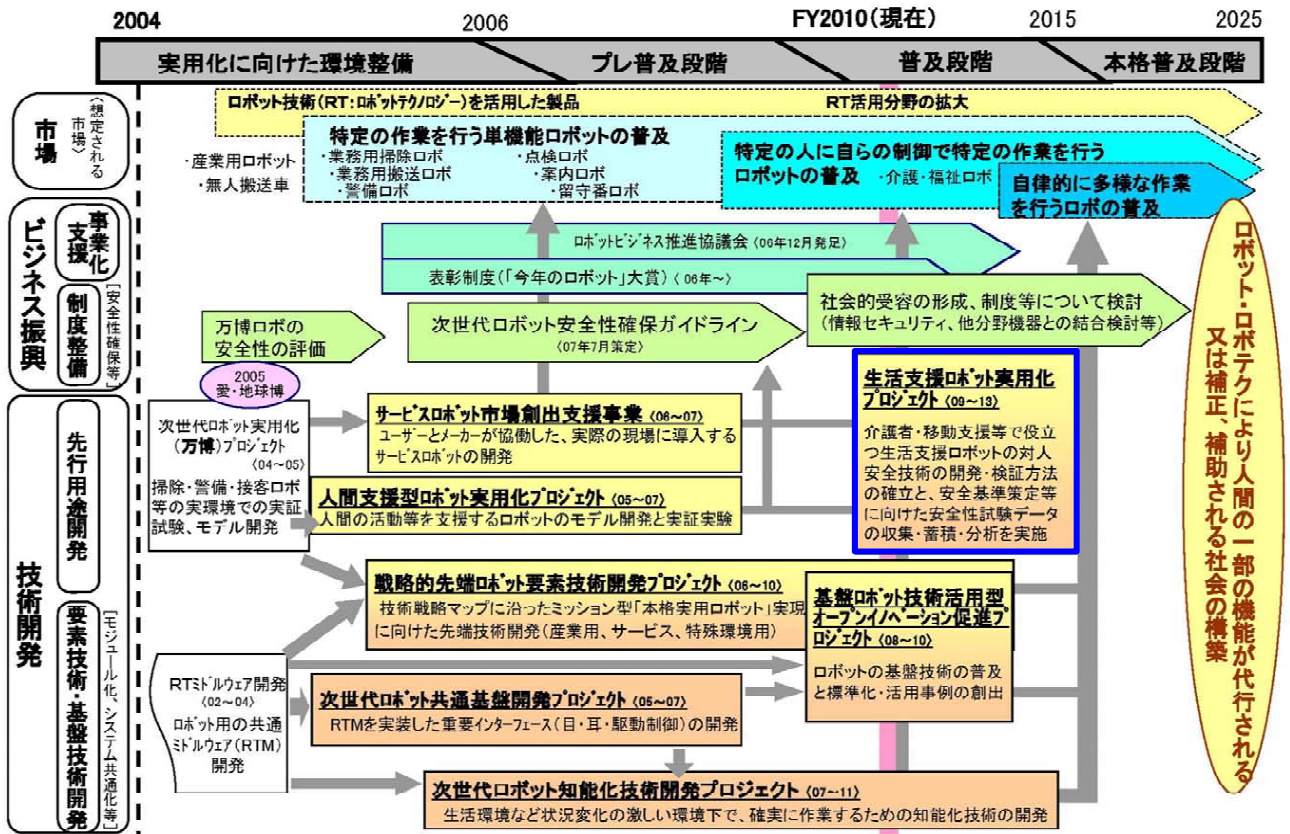 2004
2006
FY2010(現在)
2015
2025
実用化に向けた環境整備
プレ普及段階
普及段階
本格普及段階
市場
〈想定される
市場〉
ロボット技術(RT:ロボットテクノロジー)を活用した製品
RT活用分野の拡大
・産業用ロボット
・無人搬送車
特定の作業を行う単機能ロボットの普及
・業務用掃除ロボ
・業務用搬送ロボ
・警備ロボ
・点検ロボ
・案内ロボ
・留守番ロボ
特定の人に自らの制御で特定の作業を行う
ロボットの普及 ・介護・福祉ロボ
自律的に多様な作業
を行うロボの普及
ビジネス振興
事業化
支援
制度整備
[安全性確保等]
ロボットビジネス推進協議会〈06年12月発足〉
表彰制度(「今年のロボット」大賞)〈06年~〉
万博ロボの
安全性の評価
次世代ロボット安全性確保ガイドライン
〈07年7月策定〉
社会的受容の形成、制度等について検討
(情報セキュリティ、他分野機器との結合検討等)
2005
愛・地球博
技術開発
先行用途開発
要素技術・基盤技術開発
[モジュール化、システム共通化等]
次世代ロボット実用化
(万博)プロジェクト
〈04~05〉
掃除・警備・接客ロボ
等の実環境での実証
試験、モデル開発
サービスロボット市場創出支援事業〈06~07〉
ユーザーとメーカーが協働した、実際の現場に導入する
サービスロボットの開発
人間支援型ロボット実用化プロジェクト〈05~07〉
人間の活動等を支援するロボットのモデル開発と実証実験
生活支援ロボット実用化
プロジェクト〈09~13〉
介護者・移動支援等で役立
つ生活支援ロボットの対人
安全技術の開発・検証方法
の確立と、安全基準策定等
に向けた安全性試験データ
の収集・蓄積・分析を実施
戦略的先端ロボット要素技術開発プロジェクト〈06~10〉
技術戦略マップに沿ったミッション型「本格実用ロボット」実現
に向けた先端技術開発(産業用、サービス、特殊環境用)
基盤ロボット技術活用型
オープンイノベーション促進プ
ロジェクト〈08~10〉
ロボットの基盤技術の普及
と標準化・活用事例の創出
RTミドルウェア開発
〈02~04〉
ロボット用の共通
ミドルウェア(RTM)
開発
次世代ロボット共通基盤開発プロジェクト〈05~07〉
RTMを実装した重要インターフェース(目・耳・駆動制御)の開発
次世代ロボット知能化技術開発プロジェクト〈07~11〉
生活環境など状況変化の激しい環境下で、確実に作業するための知能化技術の開発
ロボット・ロボテクにより人間の一部の機能が代行される
又は補正、補助される社会の構築